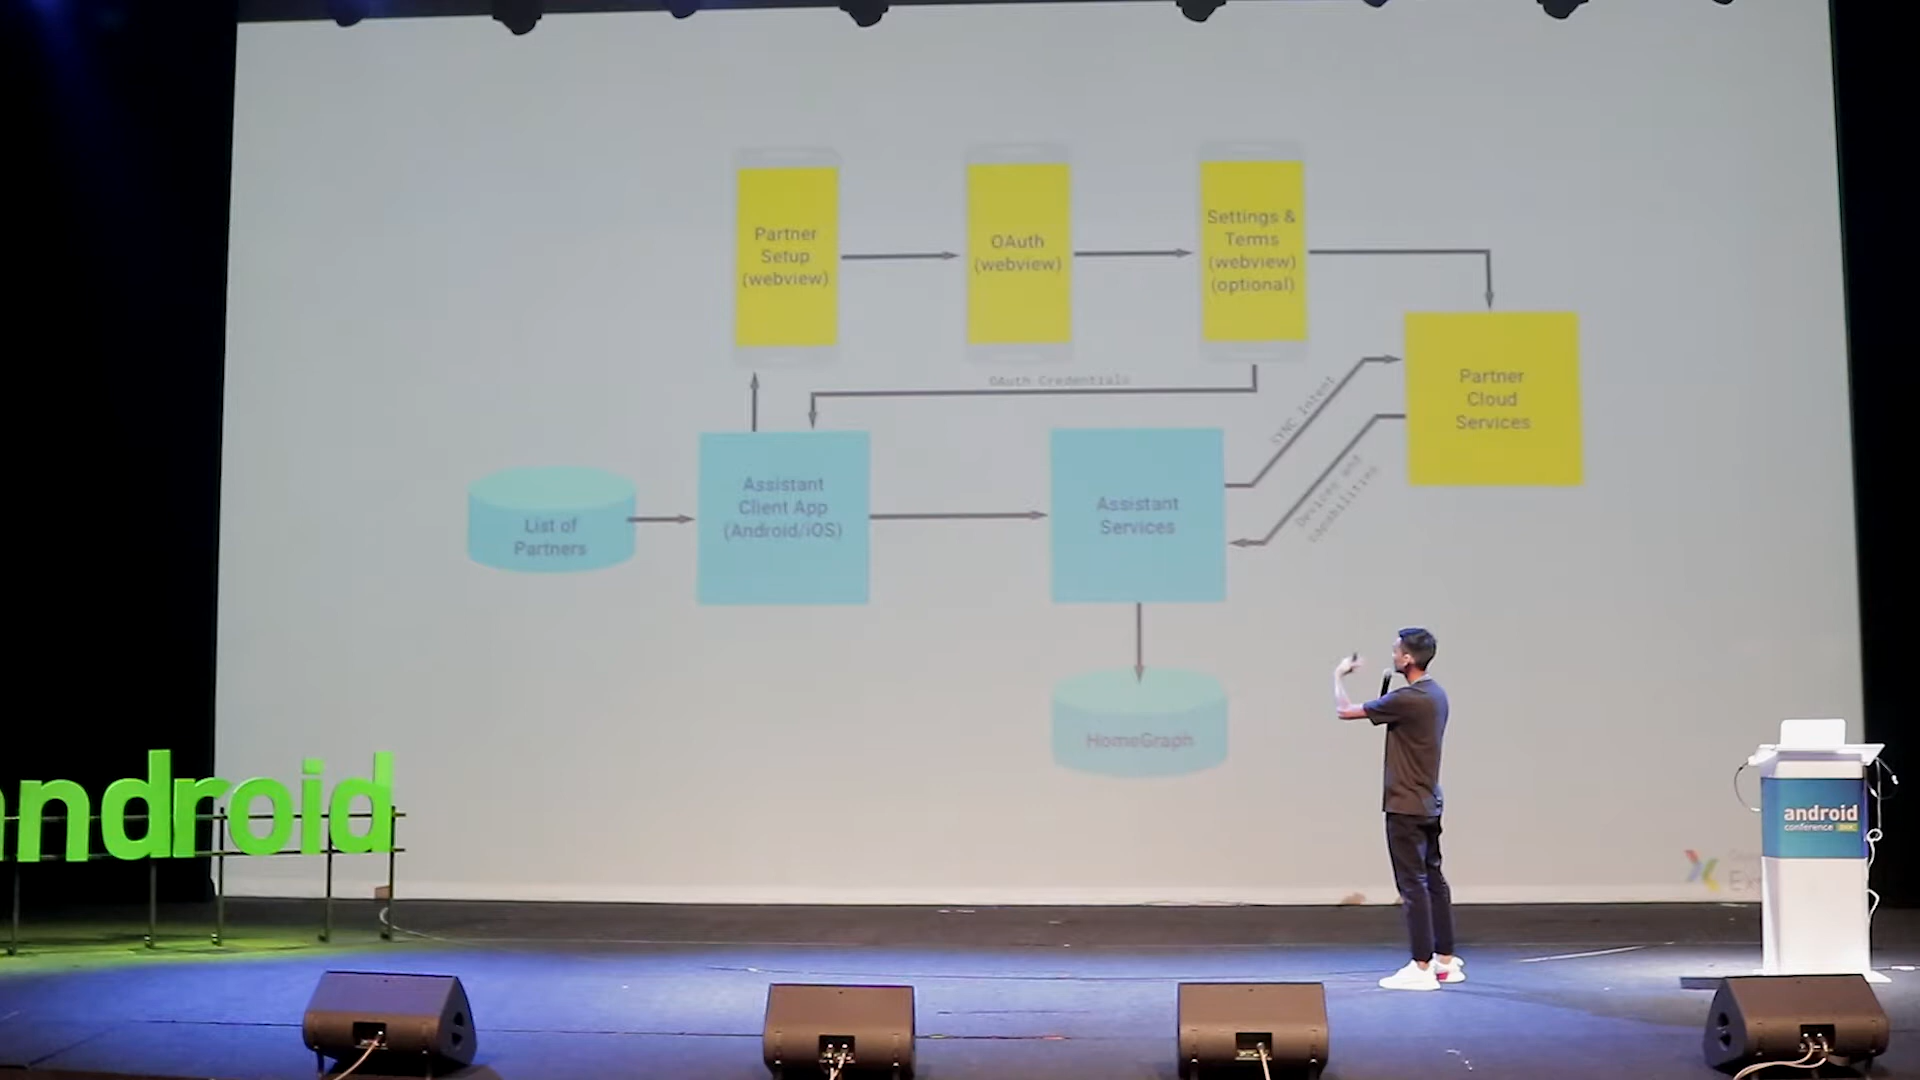 Partner
Setup
(webview)
OAuth
(webview)
Settings &
Terms
(webview)
(optional)
OAuth Credentials
SYNC Intent
Devices and
capabilities
Partner
Cloud
Services
List of
Partners
Assistant
Client App
(Android/iOS)
Assistant
Services
HomeGraph
android
android
conference